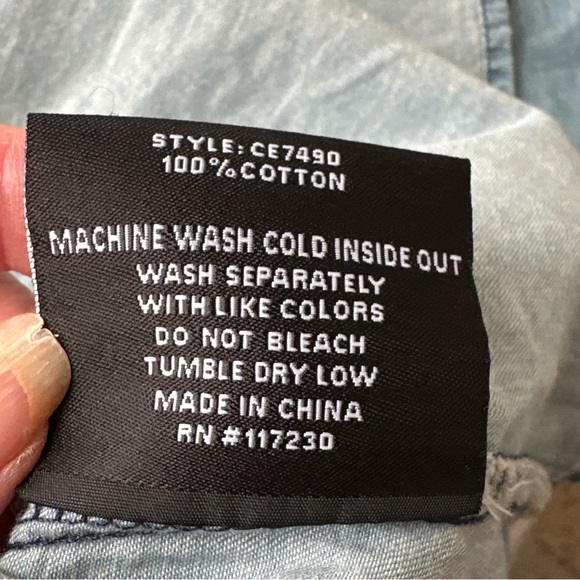 STYLE: CE7490
100% COTTON
MACHINE WASH COLD INSIDE OUT
WASH SEPARATELY
WITH LIKE COLORS
DO NOT BLEACH
TUMBLE DRY LOW
MADE IN CHINA
RN #117230